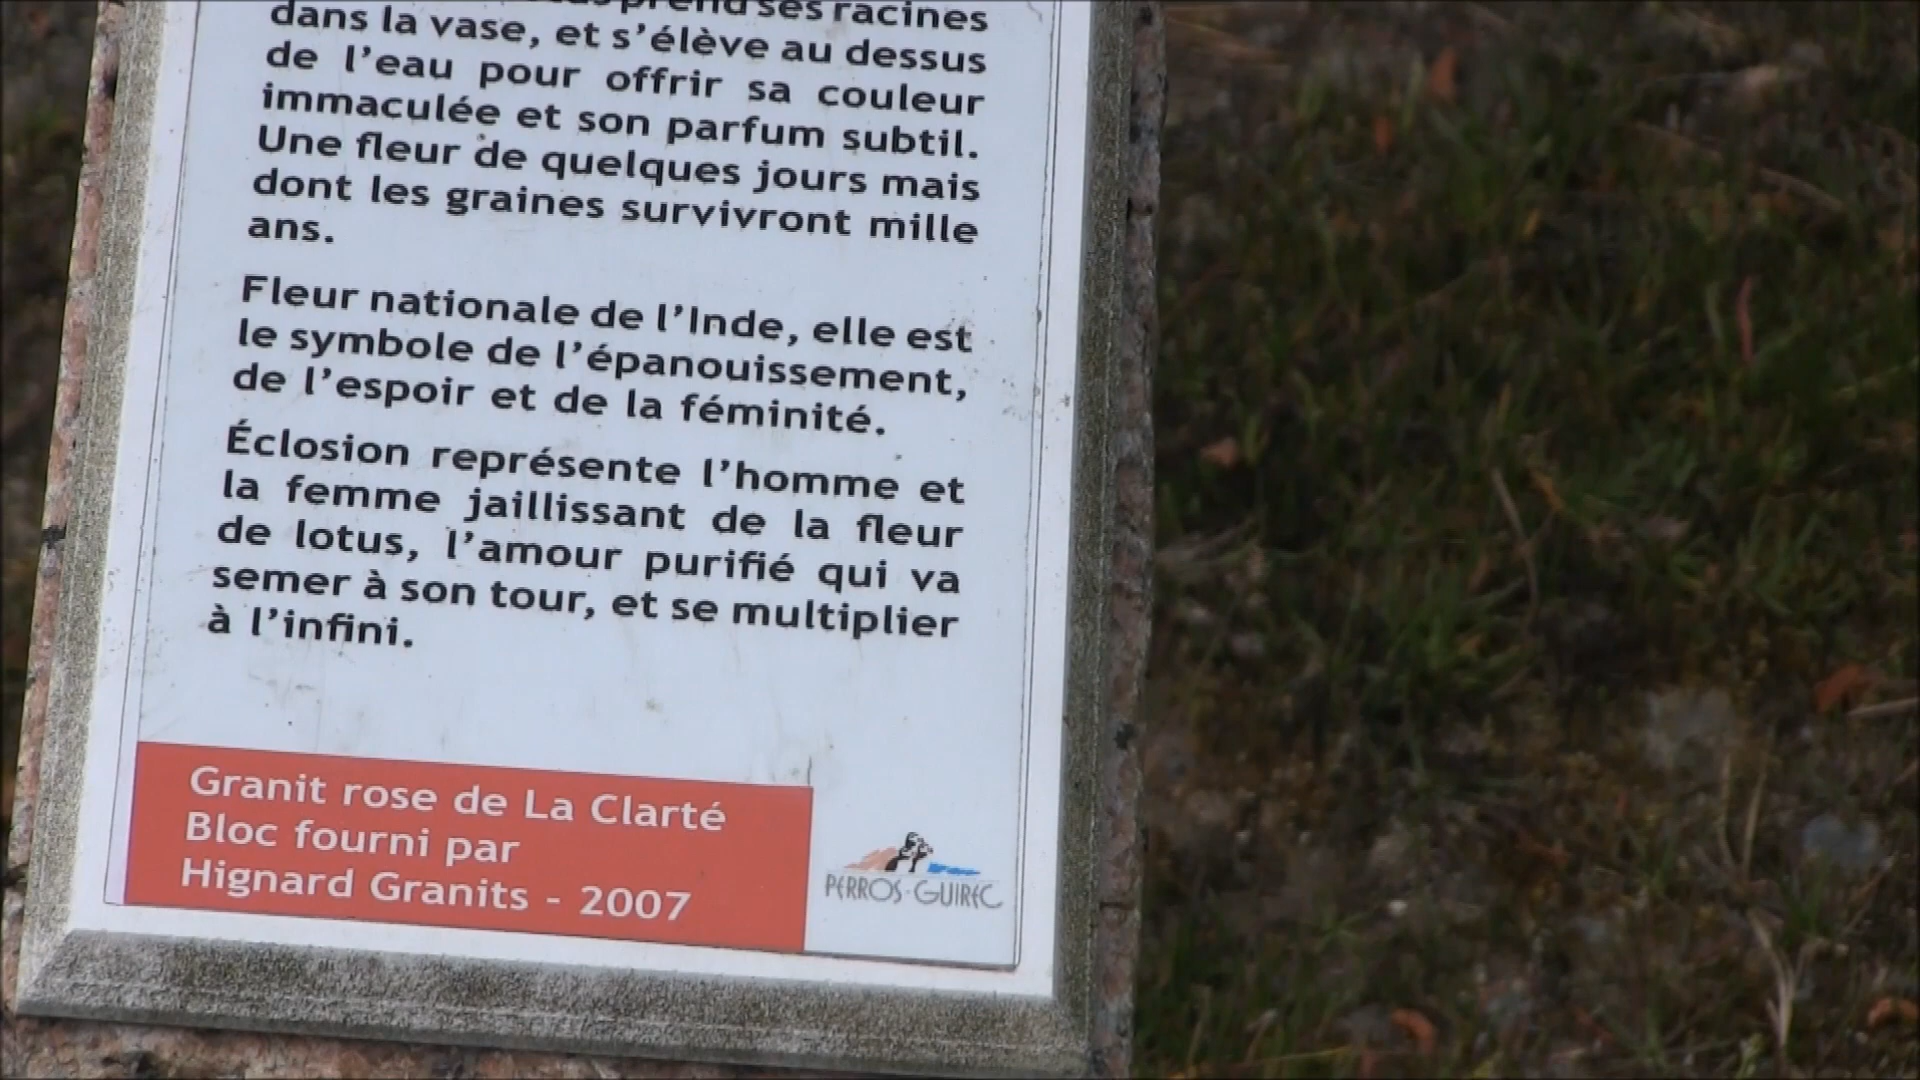 prend ses racines
dans la vase, et s'élève au dessus
de l'eau pour offrir sa couleur
immaculée et son parfum subtil.
Une fleur de quelques jours mais
dont les graines survivront mille
ans.
Fleur nationale de l'Inde, elle est
le symbole de l'épanouissement,
de l'espoir et de la féminité.
Éclosion représente l'homme et
la femme jaillissant de la fleur
de lotus, l'amour purifié qui va
semer à son tour, et se multiplier
à l'infini.
Granit rose de La Clarté
Bloc fourni par
Hignard Granits - 2007
PERROS-GUIREC